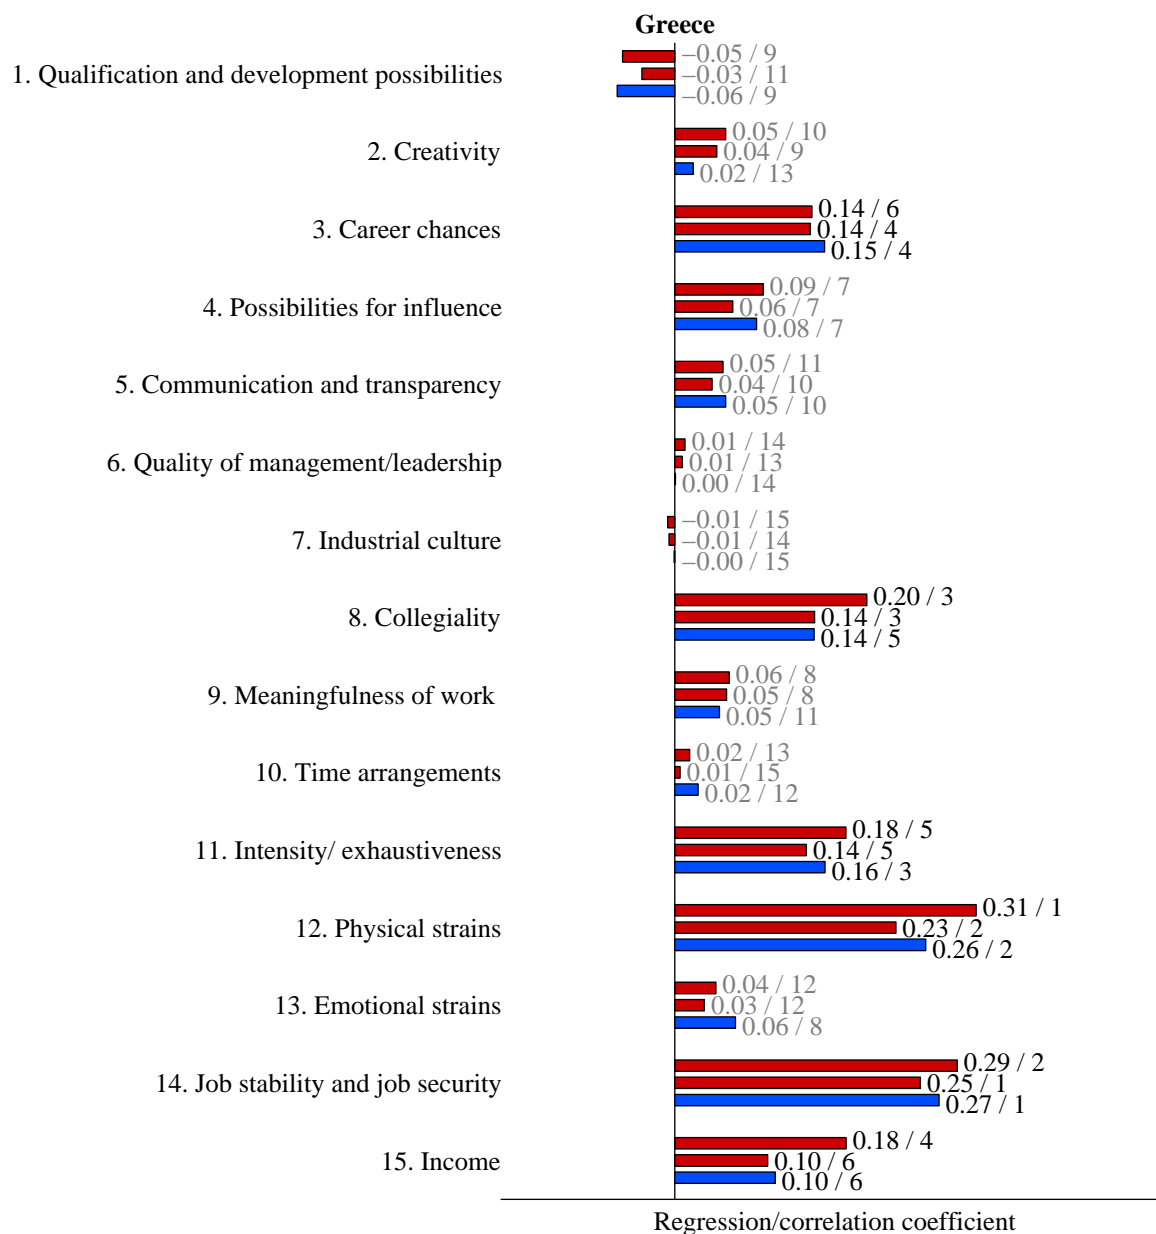 Greece
1. Qualification and development possibilities
–0.05 / 9
–0.03 / 11
–0.06 / 9
2. Creativity
0.05 / 10
0.04 / 9
0.02 / 13
3. Career chances
0.14 / 6
0.14 / 4
0.15 / 4
4. Possibilities for influence
0.09 / 7
0.06 / 7
0.08 / 7
5. Communication and transparency
0.05 / 11
0.04 / 10
0.05 / 10
6. Quality of management/leadership
0.01 / 14
0.01 / 13
0.00 / 14
7. Industrial culture
–0.01 / 15
–0.01 / 14
–0.00 / 15
8. Collegiality
0.20 / 3
0.14 / 3
0.14 / 5
9. Meaningfulness of work
0.06 / 8
0.05 / 8
0.05 / 11
10. Time arrangements
0.02 / 13
0.01 / 15
0.02 / 12
11. Intensity/ exhaustiveness
0.18 / 5
0.14 / 5
0.16 / 3
12. Physical strains
0.31 / 1
0.23 / 2
0.26 / 2
13. Emotional strains
0.04 / 12
0.03 / 12
0.06 / 8
14. Job stability and job security
0.29 / 2
0.25 / 1
0.27 / 1
15. Income
0.18 / 4
0.10 / 6
0.10 / 6
Regression/correlation coefficient